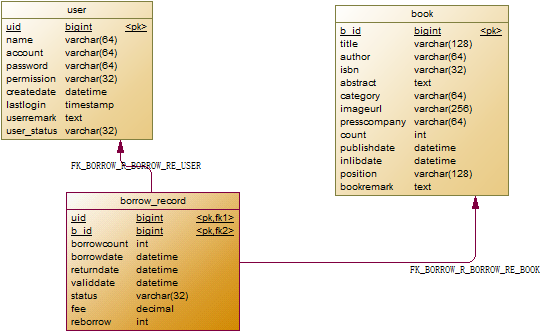 user
uid bigint <pk>
name varchar(64)
account varchar(64)
password varchar(64)
permission varchar(32)
createdate datetime
lastlogin timestamp
userremark text
user_status varchar(32)
book
b_id bigint <pk>
title varchar(128)
author varchar(64)
isbn varchar(32)
abstract text
category varchar(64)
imageurl varchar(256)
presscompany varchar(64)
count int
publishdate datetime
inlibdate datetime
position varchar(128)
bookremark text
FK_BORROW_R_BORROW_RE_USER
borrow_record
uid bigint <pk,fk1>
b_id bigint <pk,fk2>
borrowcount int
borrowdate datetime
returndate datetime
validdate datetime
status varchar(32)
fee decimal
reborrow int
FK_BORROW_R_BORROW_RE_BOOK